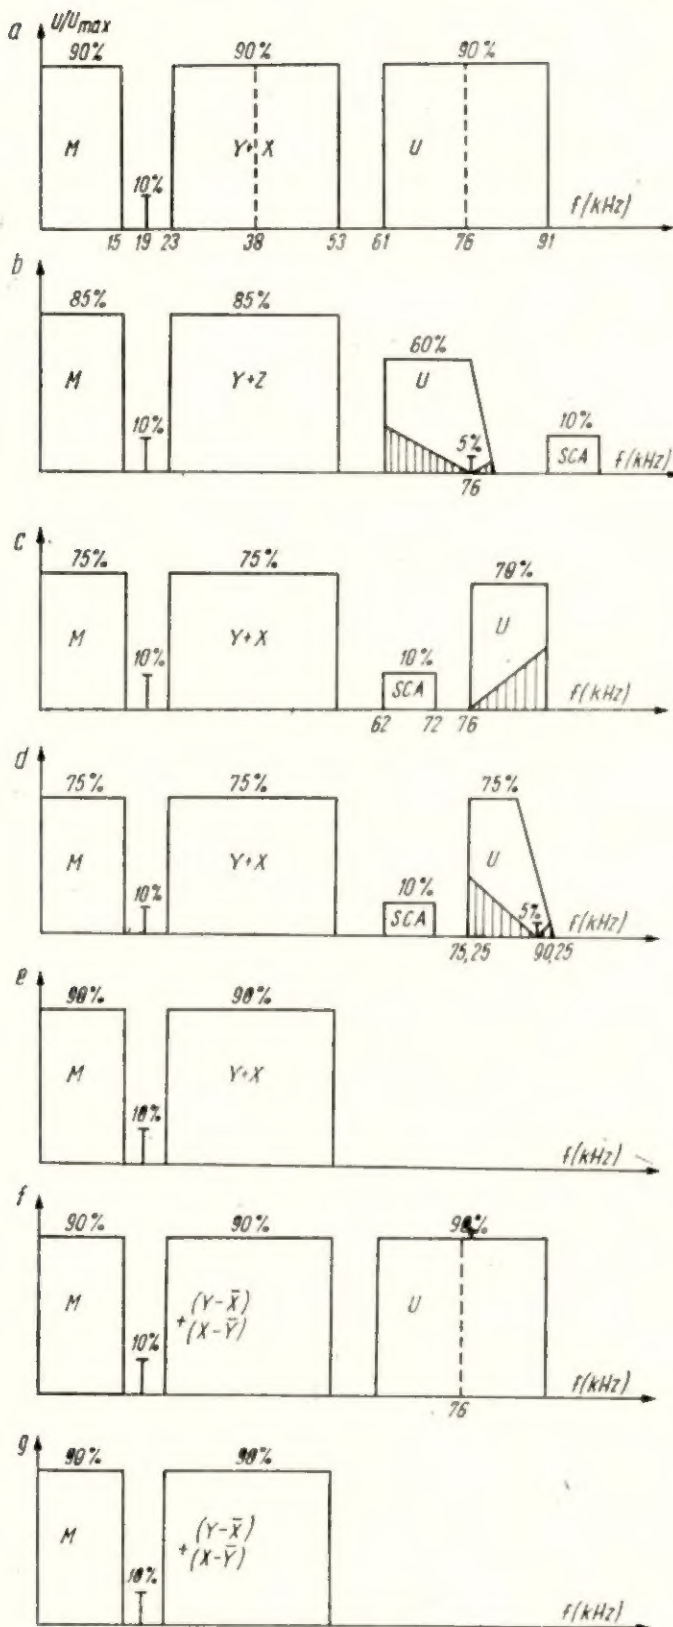 a U/Umax
90% 90% 90%
M Y+X U
10%
f(kHz)
15 19 23 38 53 61 76 91
b
85% 85%
60%
M Y+Z U
10% 5% 10%
SCA f(kHz)
76
c
75% 75% 70%
M Y+X U
10% 10%
SCA f(kHz)
62 72 76
d
75% 75% 75%
M Y+X U
10% 10% 5%
SCA f(kHz)
75,25 90,25
e
90% 90%
M Y+X
10%
f(kHz)
f
90% 90% 90%
M +(Y-X̅) U
(X-Y̅)
10%
f(kHz)
76
g
90% 90%
M +(Y-X̅)
(X-Y̅)
10%
f(kHz)